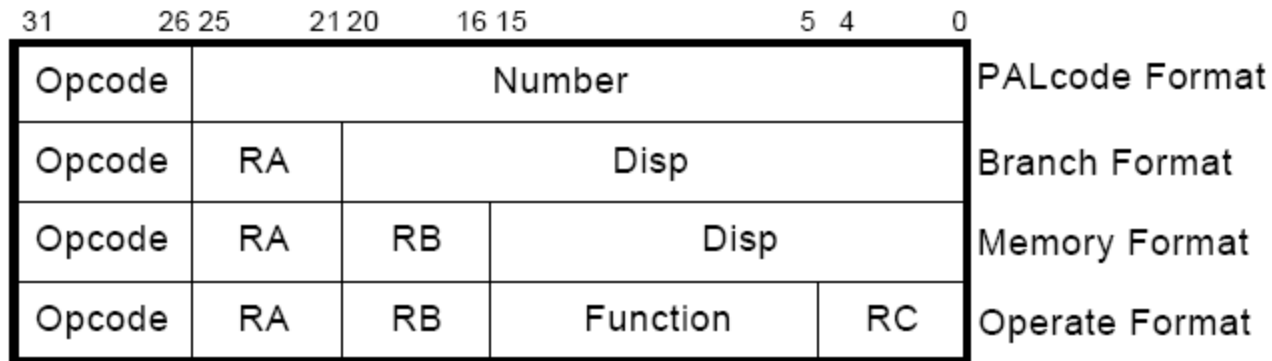 31 26 25 21 20 16 15 5 4 0
Opcode Number PALcode Format
Opcode RA Disp Branch Format
Opcode RA RB Disp Memory Format
Opcode RA RB Function RC Operate Format